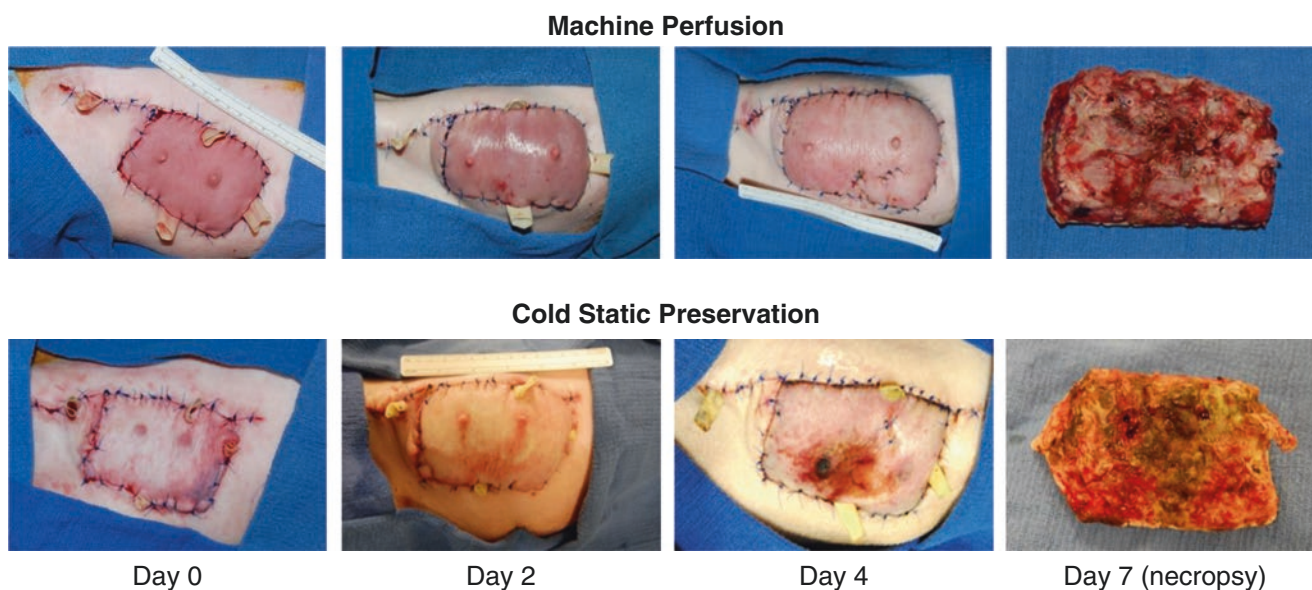 Machine Perfusion
Cold Static Preservation
Day 0
Day 2
Day 4
Day 7 (necropsy)